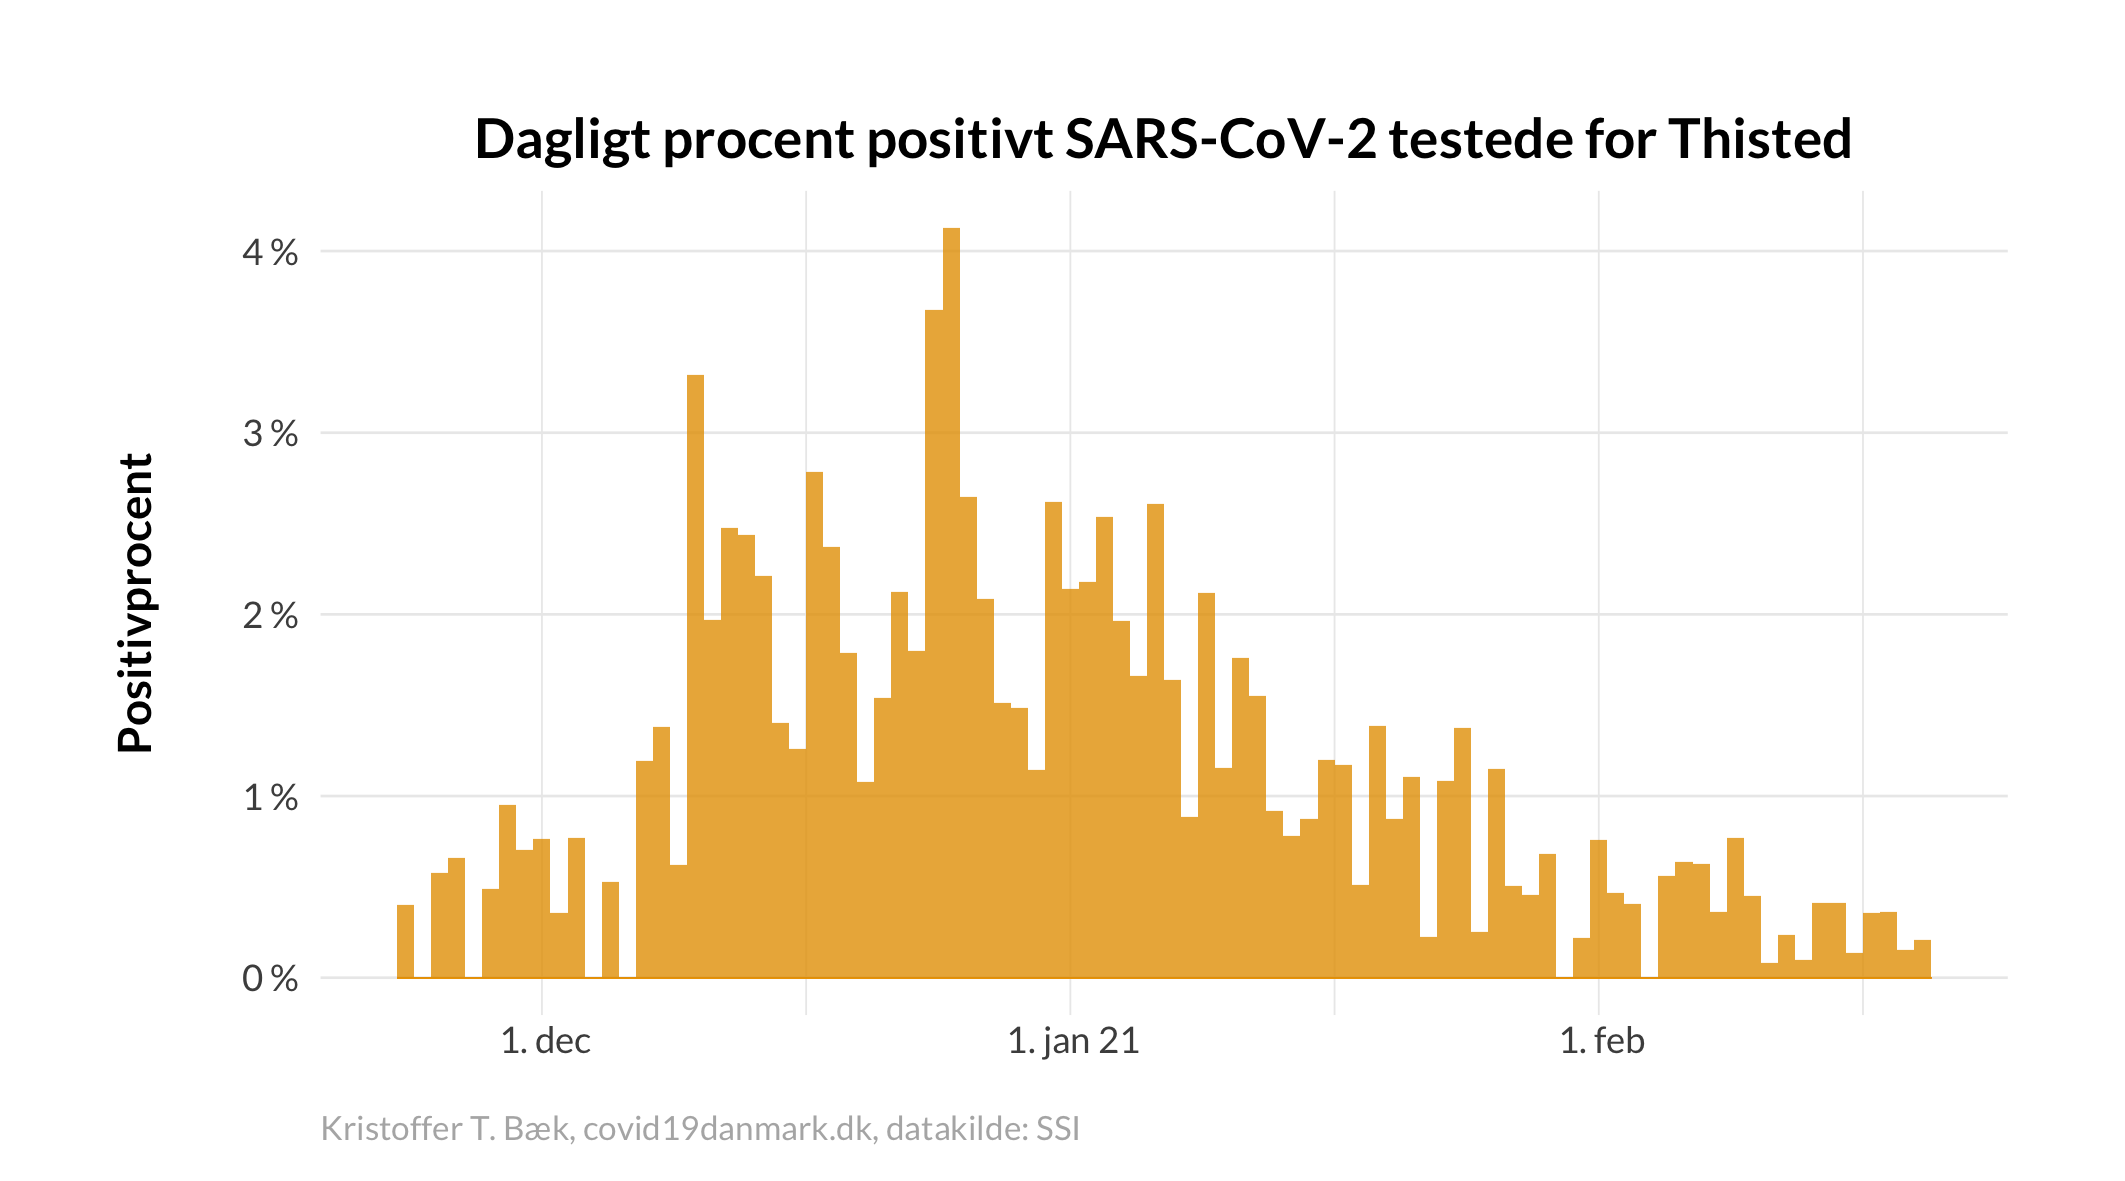 Dagligt procent positivt SARS-CoV-2 testede for Thisted
Positivprocent
4 %
3 %
2 %
1 %
0 %
1. dec
1. jan 21
1. feb
Kristoffer T. Bæk, covid19danmark.dk, datakilde: SSI